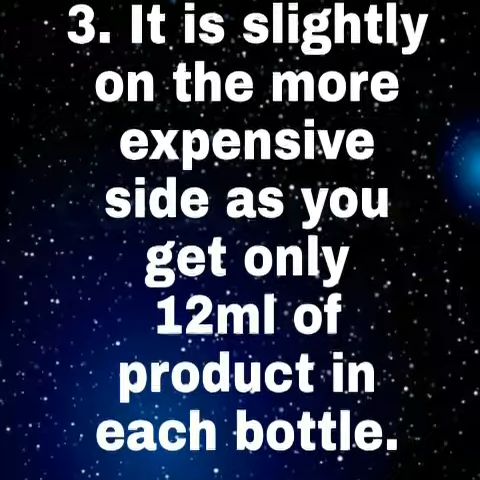 3. It is slightly
on the more
expensive
side as you
get only
12ml of
product in
each bottle.